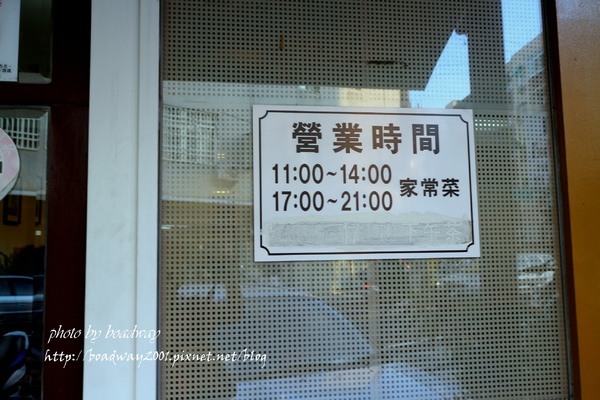 營業時間
11:00~14:00
17:00~21:00
家常菜
photo by boadway
http://boadway2001.pixnet.net/blog